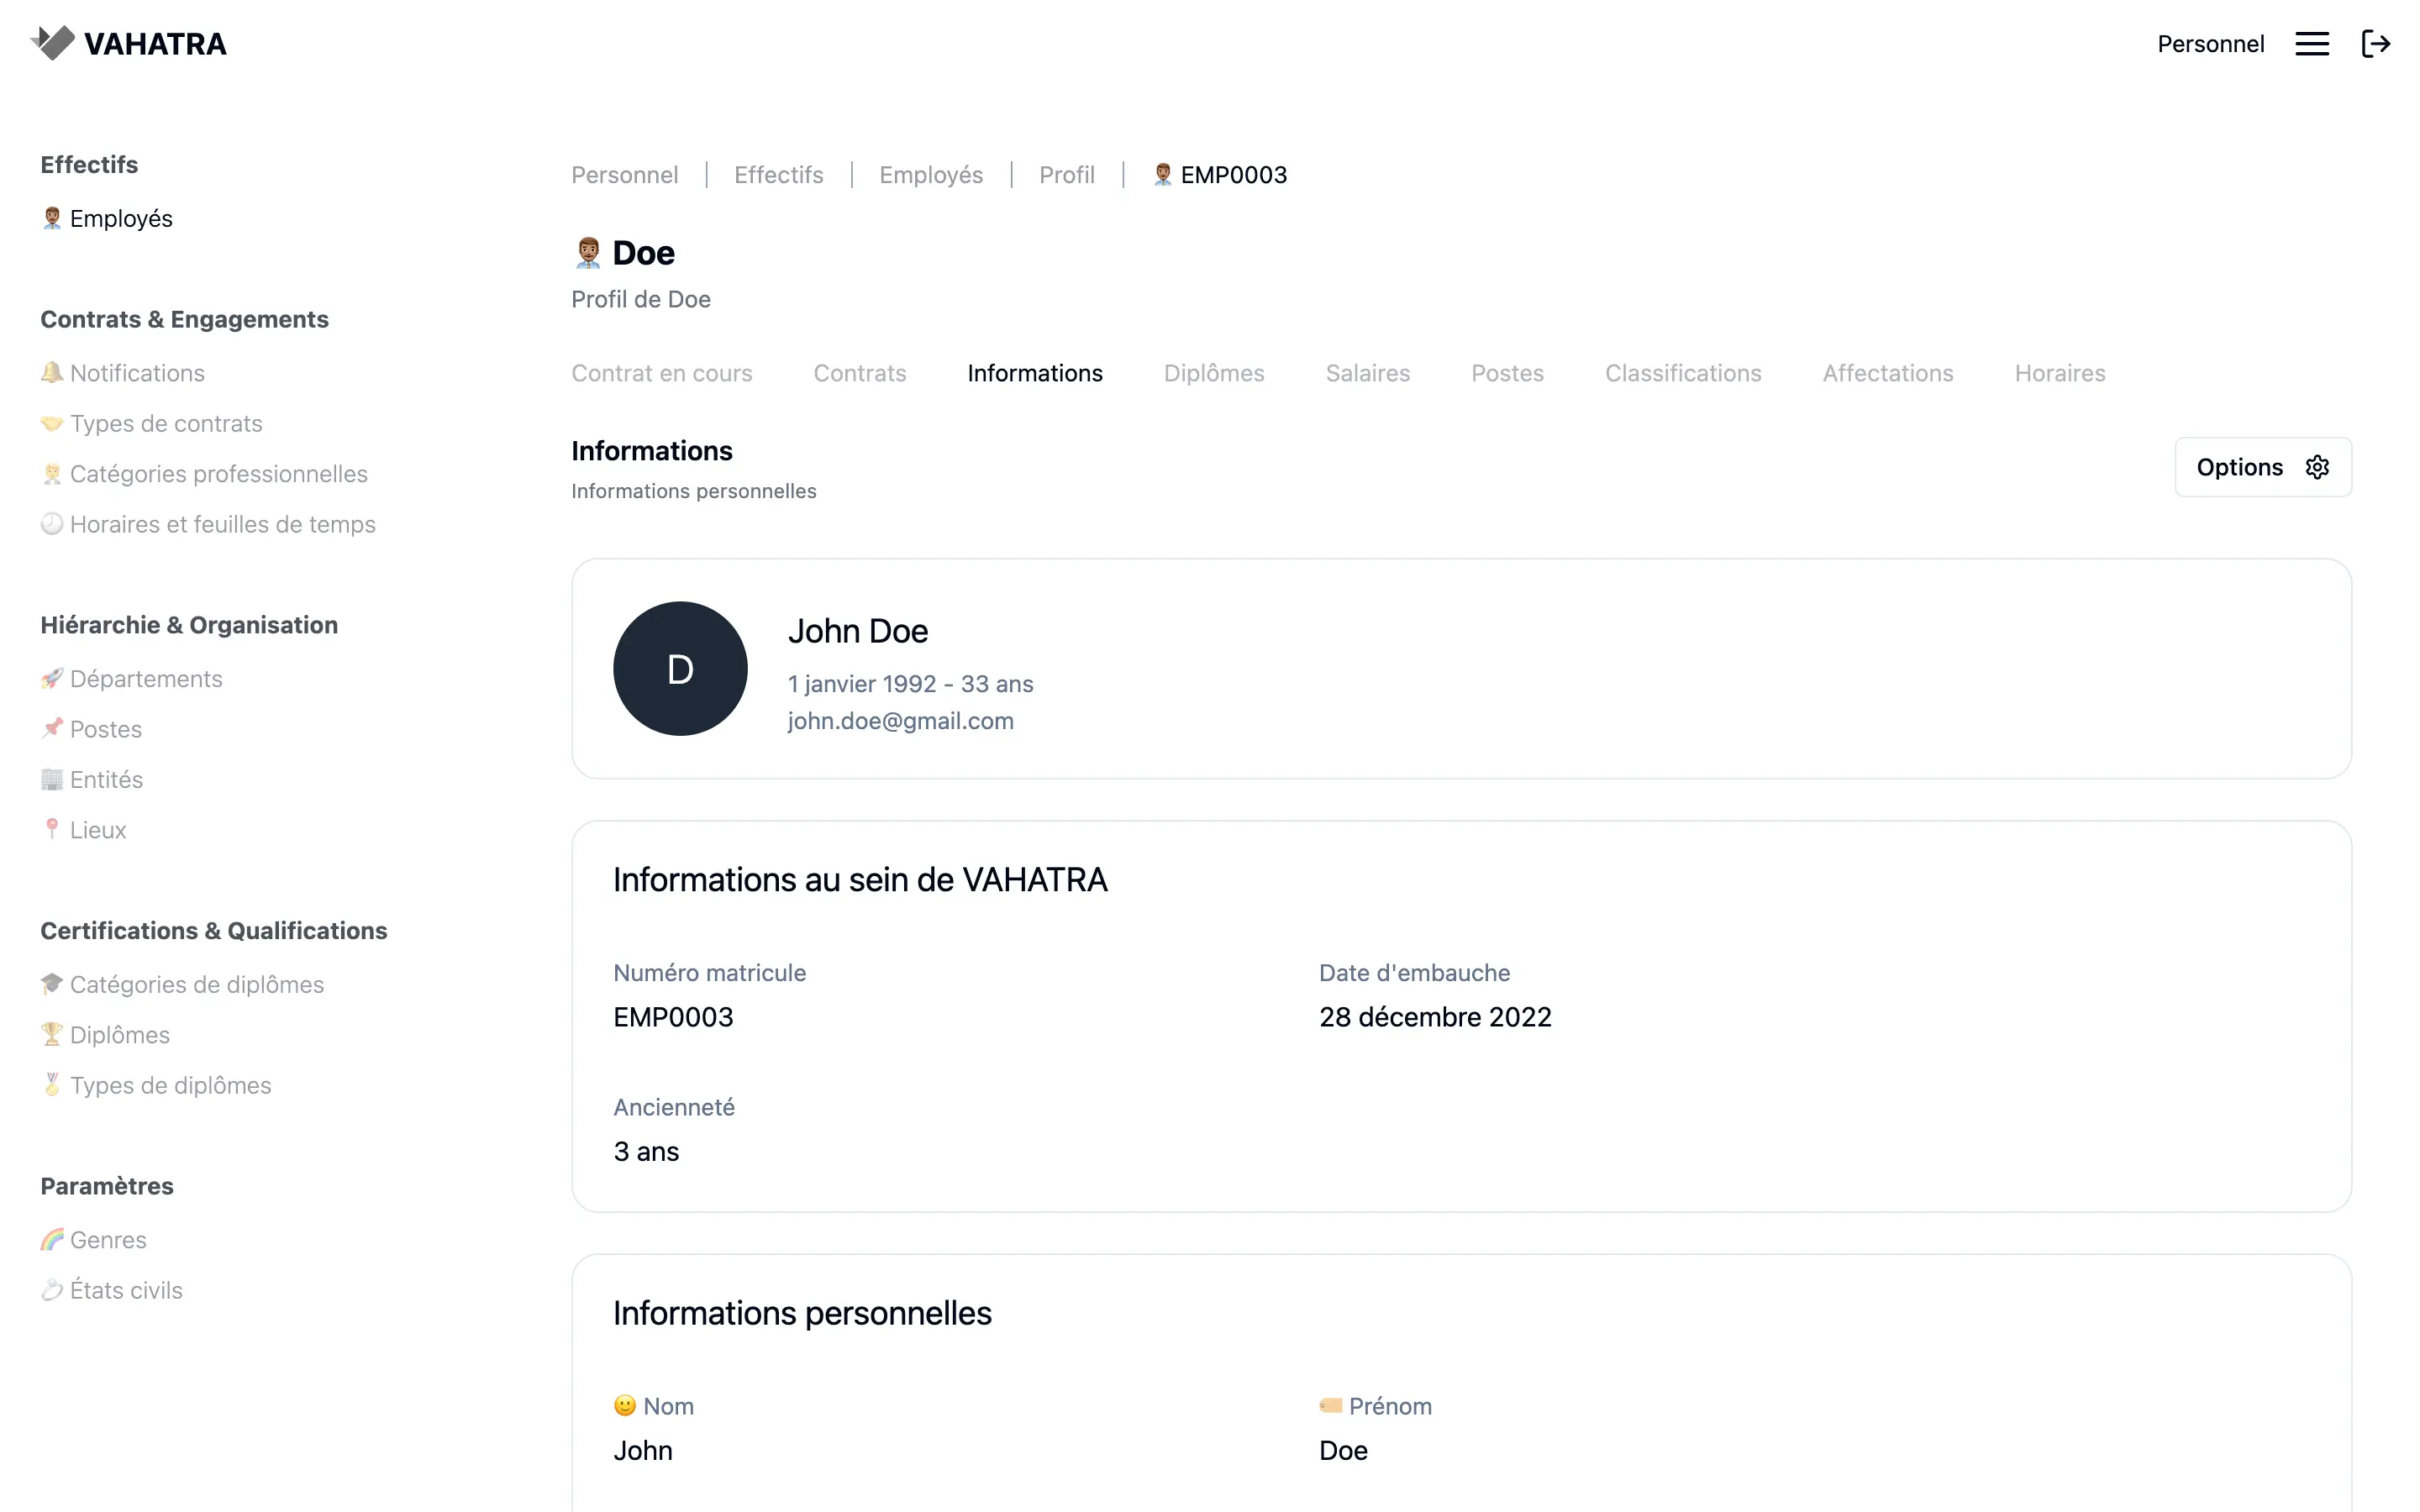 VAHATRA
Personnel
Effectifs
Employés
Contrats & Engagements
Notifications
Types de contrats
Catégories professionnelles
Horaires et feuilles de temps
Hiérarchie & Organisation
Départements
Postes
Entités
Lieux
Certifications & Qualifications
Catégories de diplômes
Diplômes
Types de diplômes
Paramètres
Genres
États civils
Personnel | Effectifs | Employés | Profil | EMP0003
Doe
Profil de Doe
Contrat en cours Contrats Informations Diplômes Salaires Postes Classifications Affectations Horaires
Informations
Informations personnelles
Options
D
John Doe
1 janvier 1992 - 33 ans
john.doe@gmail.com
Informations au sein de VAHATRA
Numéro matricule
EMP0003
Date d'embauche
28 décembre 2022
Ancienneté
3 ans
Informations personnelles
Nom
John
Prénom
Doe